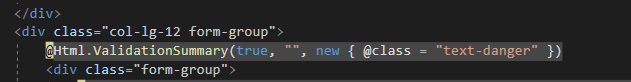 </div>
<div class="col-lg-12 form-group">
@Html.ValidationSummary(true, "", new { @class = "text-danger" })
<div class="form-group">